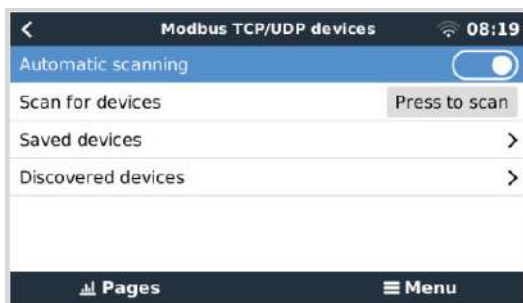 Modbus TCP/UDP devices 08:19
Automatic scanning
Scan for devices Press to scan
Saved devices
Discovered devices
Pages Menu